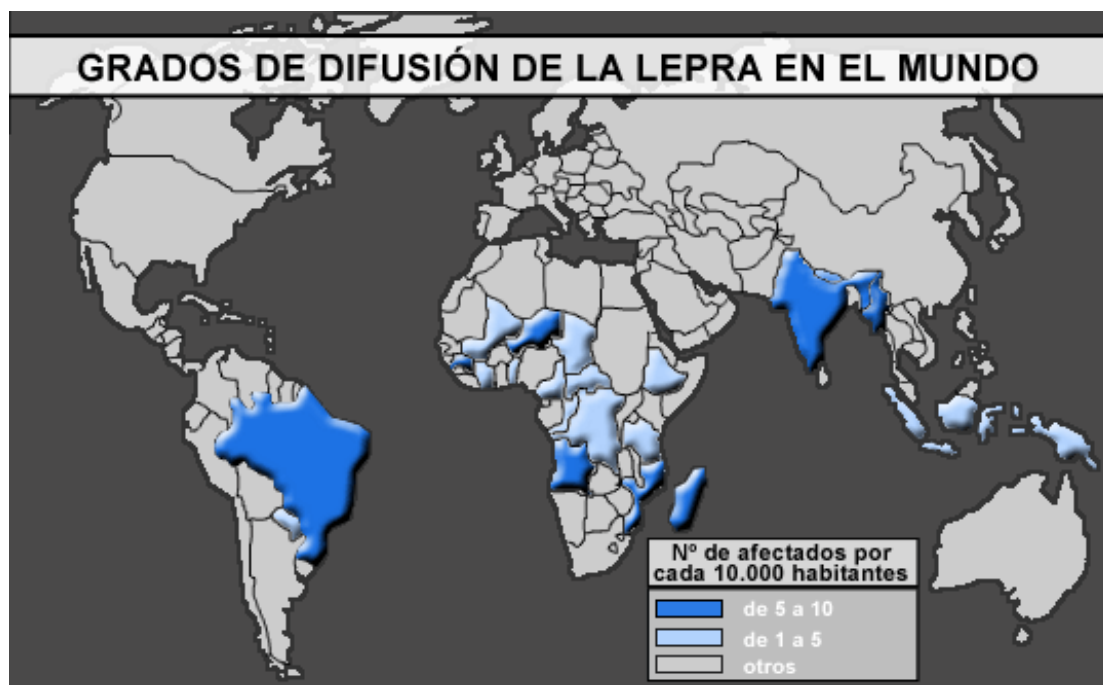 GRADOS DE DIFUSIÓN DE LA LEPRA EN EL MUNDO
Nº de afectados por
cada 10.000 habitantes
de 5 a 10
de 1 a 5
otros